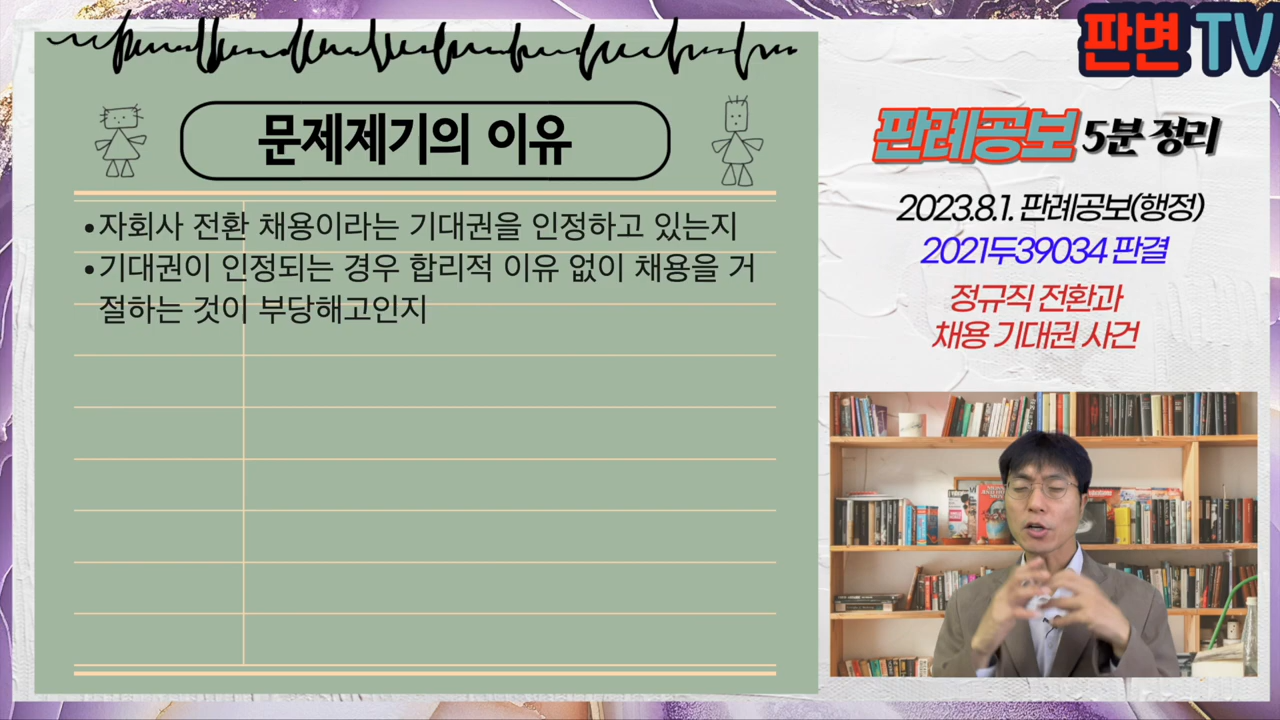 판변 TV
문제제기의 이유
•자회사 전환 채용이라는 기대권을 인정하고 있는지
•기대권이 인정되는 경우 합리적 이유 없이 채용을 거
절하는 것이 부당해고인지
판례공보 5분 정리
2023.8.1. 판례공보(행정)
2021두39034 판결
정규직 전환과
채용 기대권 사건